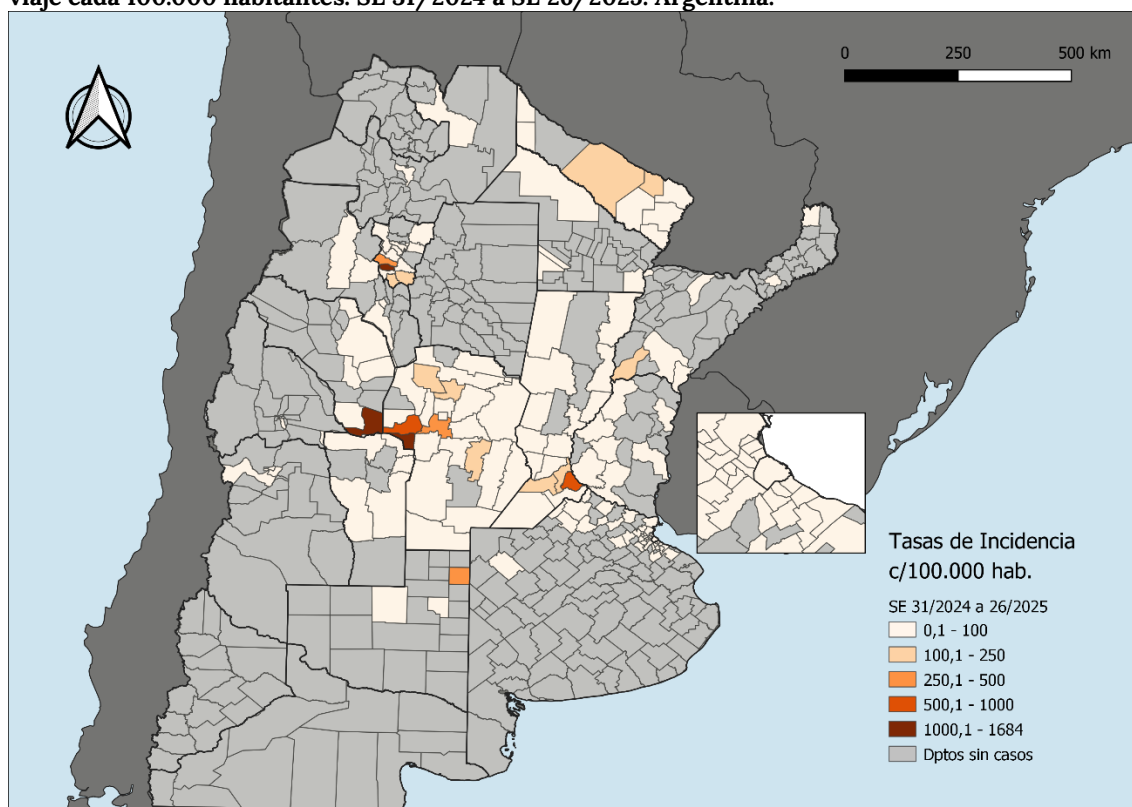 viaje cada 100.000 habitantes. SE 31/2024 a SE 26/2025. Argentina.
0 250 500 km
Tasas de Incidencia
c/100.000 hab.
SE 31/2024 a 26/2025
0,1 - 100
100,1 - 250
250,1 - 500
500,1 - 1000
1000,1 - 1684
Dptos sin casos